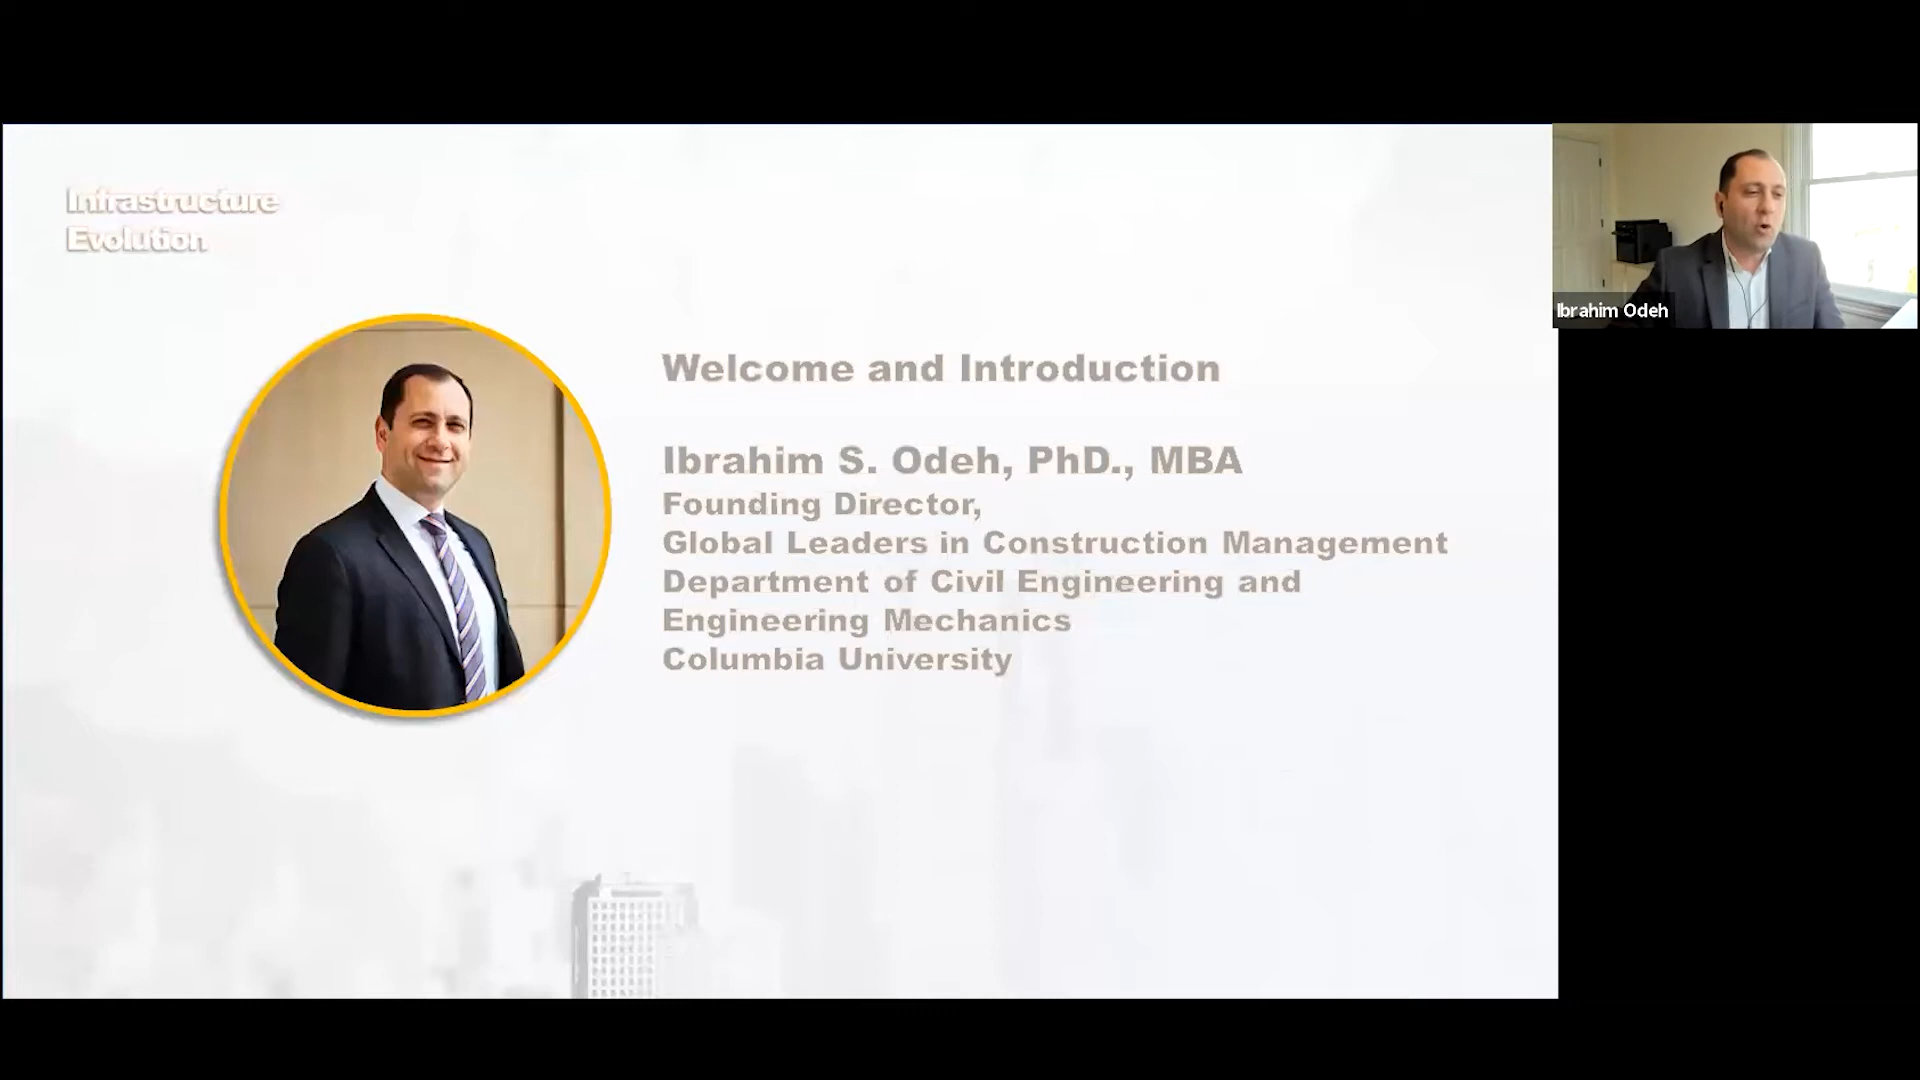 Infrastructure
Evolution
Welcome and Introduction
Ibrahim S. Odeh, PhD., MBA
Founding Director,
Global Leaders in Construction Management
Department of Civil Engineering and
Engineering Mechanics
Columbia University
Ibrahim Odeh